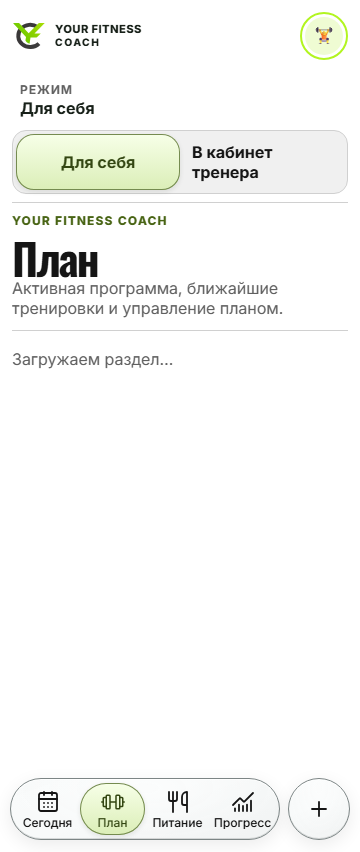 YOUR FITNESS
COACH
РЕЖИМ
Для себя
Для себя
В кабинет
тренера
YOUR FITNESS COACH
План
Активная программа, ближайшие
тренировки и управление планом.
Загружаем раздел...
Сегодня
План
Питание
Прогресс